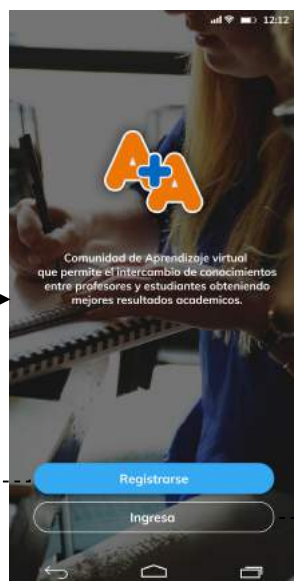 12:12
A+A
Comunidad de Aprendizaje virtual
que permite el intercambio de conocimientos
entre profesores y estudiantes obteniendo
mejores resultados academicos.
Registrarse
Ingresa